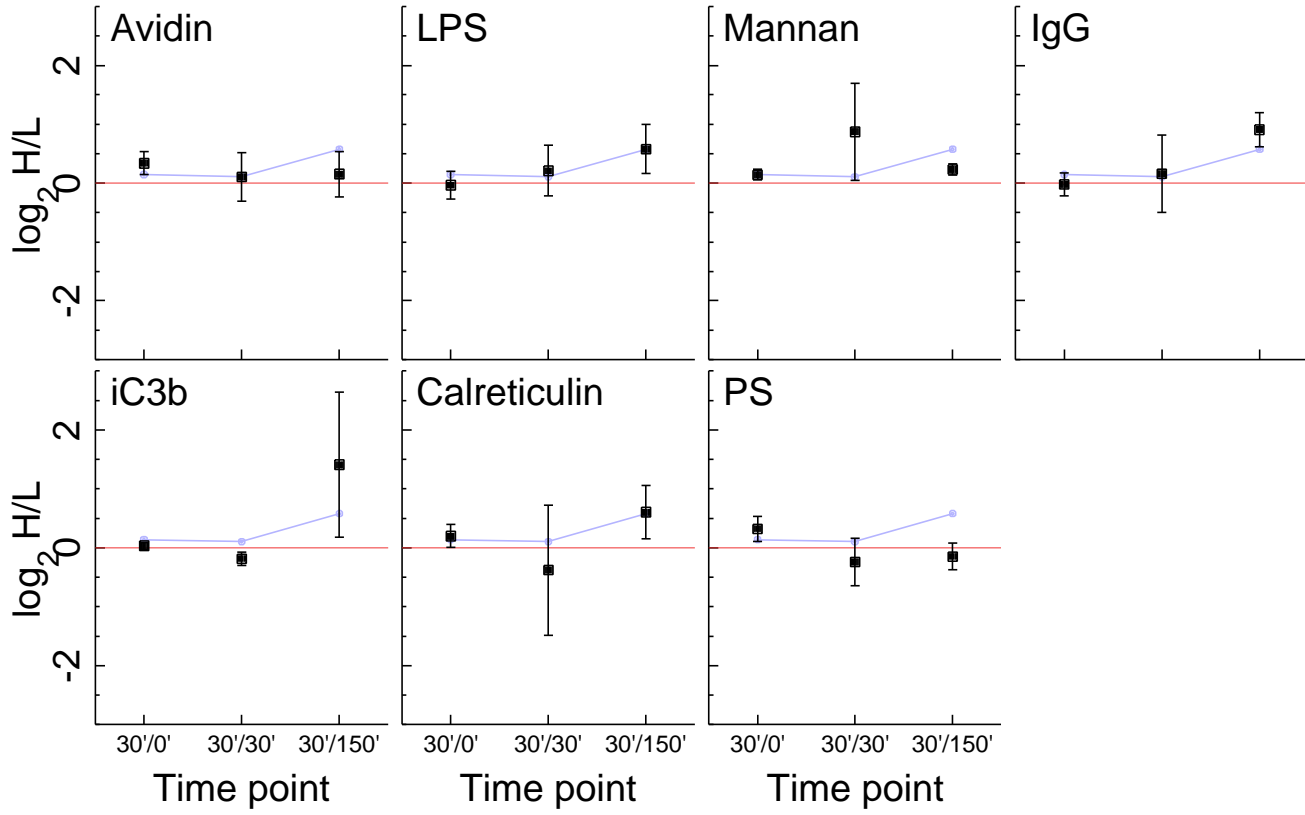 Avidin
LPS
Mannan
IgG
log2 H/L
2
0
-2
iC3b
Calreticulin
PS
log2 H/L
2
0
-2
30'/0' 30'/30' 30'/150'
30'/0' 30'/30' 30'/150'
30'/0' 30'/30' 30'/150'
Time point
Time point
Time point